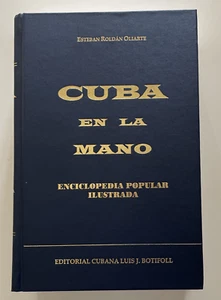 ESTEBAN ROLDÁN OLIARTE
CUBA
EN LA
MANO
ENCICLOPEDIA POPULAR
ILUSTRADA
EDITORIAL CUBANA LUIS J. BOTIFOLL